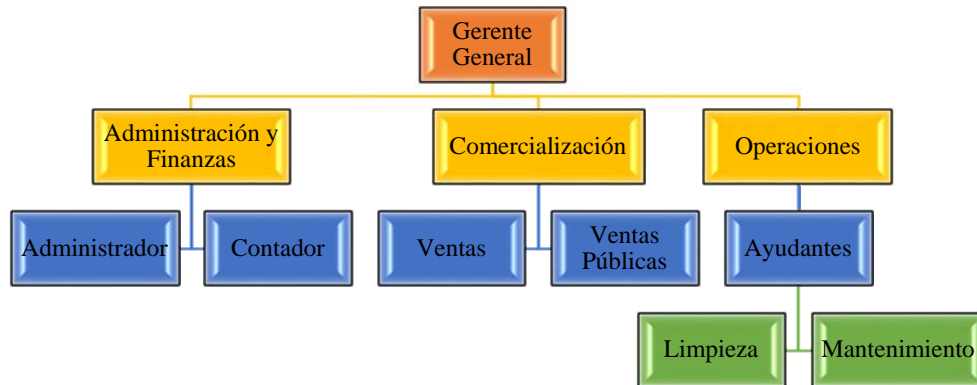 Gerente
General
Administración y
Finanzas
Comercialización
Operaciones
Administrador
Contador
Ventas
Ventas
Públicas
Ayudantes
Limpieza
Mantenimiento